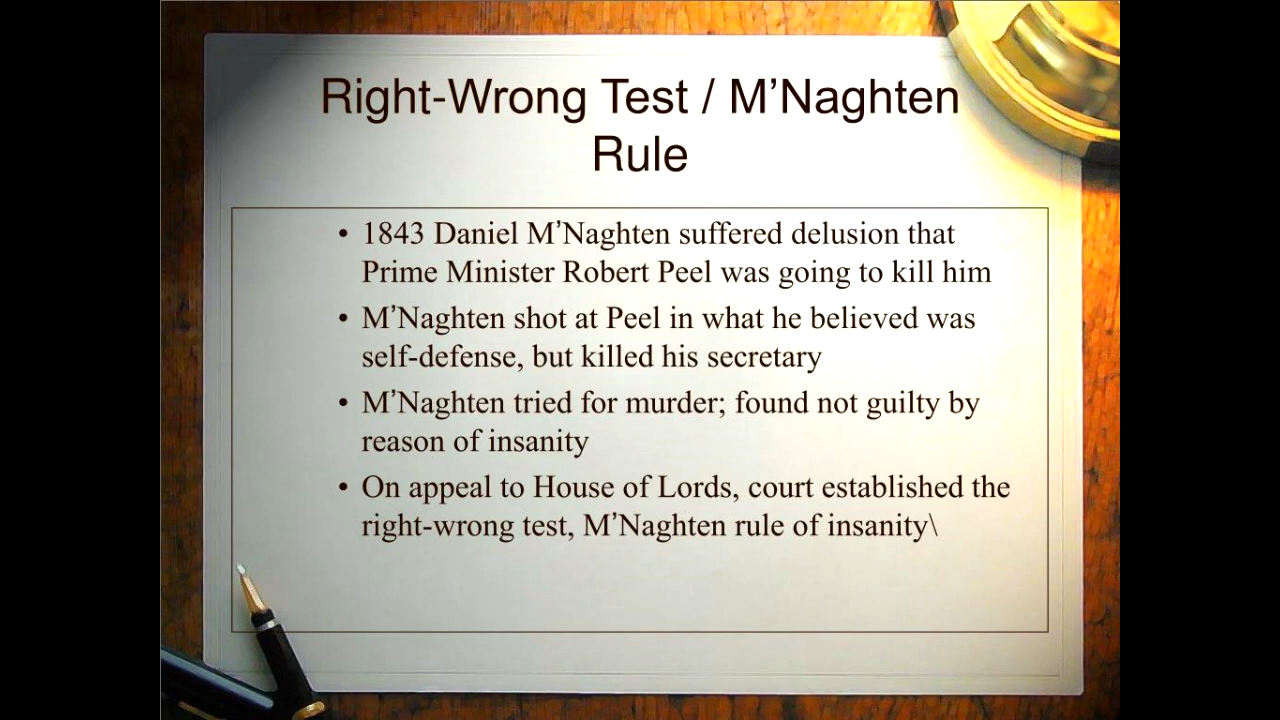 Right-Wrong Test / M’Naghten
Rule
• 1843 Daniel M’Naghten suffered delusion that
Prime Minister Robert Peel was going to kill him
• M’Naghten shot at Peel in what he believed was
self-defense, but killed his secretary
• M’Naghten tried for murder; found not guilty by
reason of insanity
• On appeal to House of Lords, court established the
right-wrong test, M’Naghten rule of insanity\